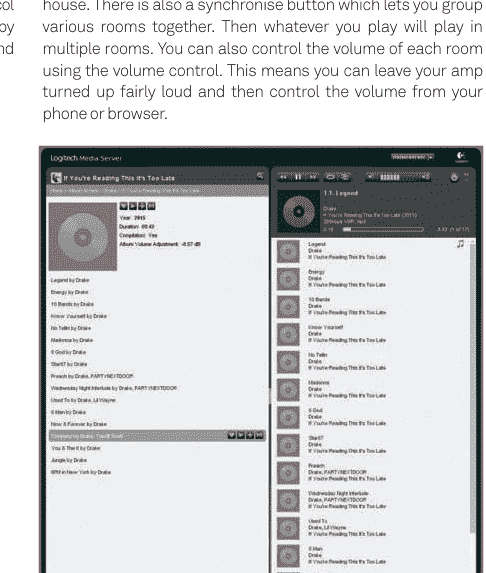 col
by
nd
house. There is also a synchronise button which lets you group
various rooms together. Then whatever you play will play in
multiple rooms. You can also control the volume of each room
using the volume control. This means you can leave your amp
turned up fairly loud and then control the volume from your
phone or browser.
Logitech Media Server
If You're Reading This It's Too Late
Year: 2015
Duration:
Compilation: Yes
Album Volume Adjustment: -8.57 dB
Legend by Drake
Energy by Drake
10 Bands by Drake
Know Yourself by Drake
No Tellin by Drake
Madonna by Drake
6 God by Drake
Star67 by Drake
Preach by Drake, PARTYNEXTDOOR
Wednesday Night Interlude by Drake, PARTYNEXTDOOR
Used To by Drake, Lil Wayne
6 Man by Drake
Now & Forever by Drake
You & The 6 by Drake
Jungle by Drake
6PM in New York by Drake
1. Legend
Drake
If You're Reading This It's Too Late (2015)
Legend
Drake
If You're Reading This It's Too Late
Energy
Drake
If You're Reading This It's Too Late
10 Bands
Drake
If You're Reading This It's Too Late
Know Yourself
Drake
If You're Reading This It's Too Late
No Tellin
Drake
If You're Reading This It's Too Late
Madonna
Drake
If You're Reading This It's Too Late
6 God
Drake
If You're Reading This It's Too Late
Star67
Drake
If You're Reading This It's Too Late
Preach
Drake, PARTYNEXTDOOR
If You're Reading This It's Too Late
Wednesday Night Interlude
Drake, PARTYNEXTDOOR
If You're Reading This It's Too Late
Used To
Drake, Lil Wayne
If You're Reading This It's Too Late
6 Man
Drake
If You're Reading This It's Too Late